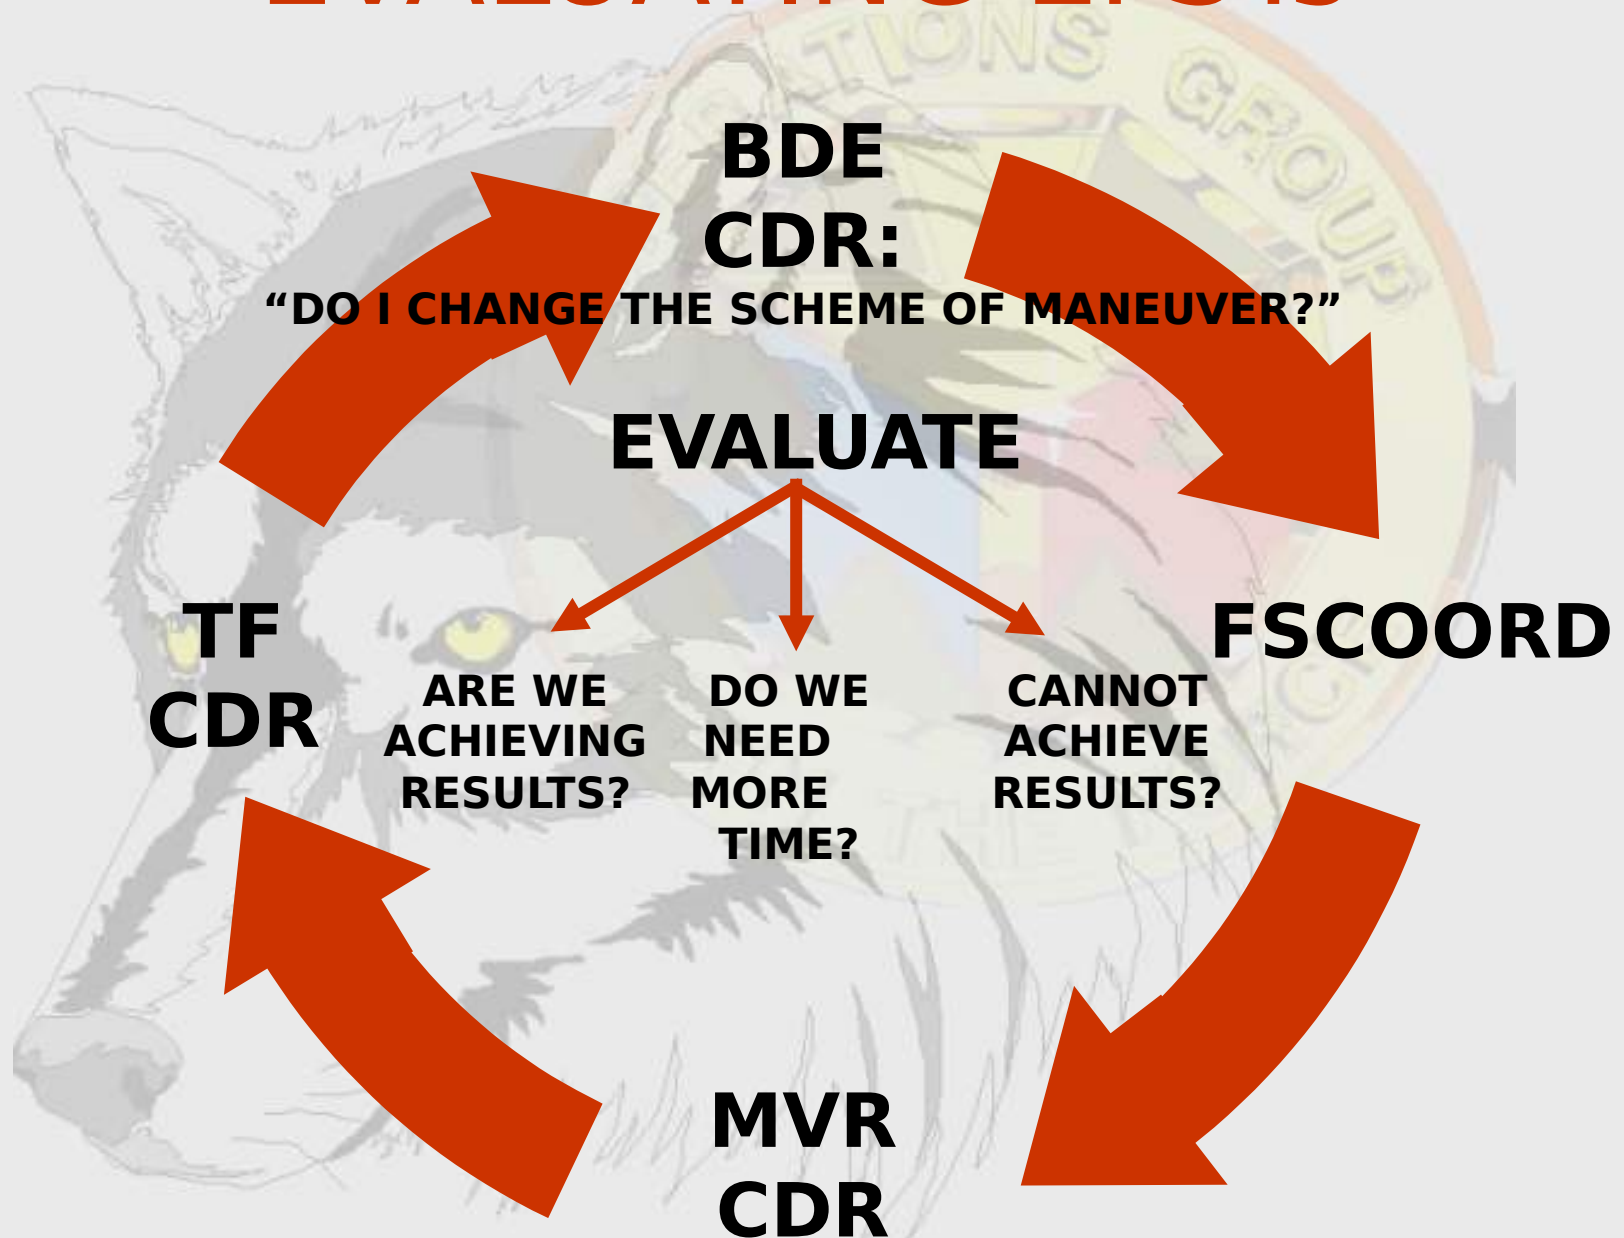 BDE
CDR:
“DO I CHANGE THE SCHEME OF MANEUVER?”
EVALUATE
TF
CDR
FSCOORD
ARE WE
ACHIEVING
RESULTS?
DO WE
NEED
MORE
TIME?
CANNOT
ACHIEVE
RESULTS?
MVR
CDR
GROUP